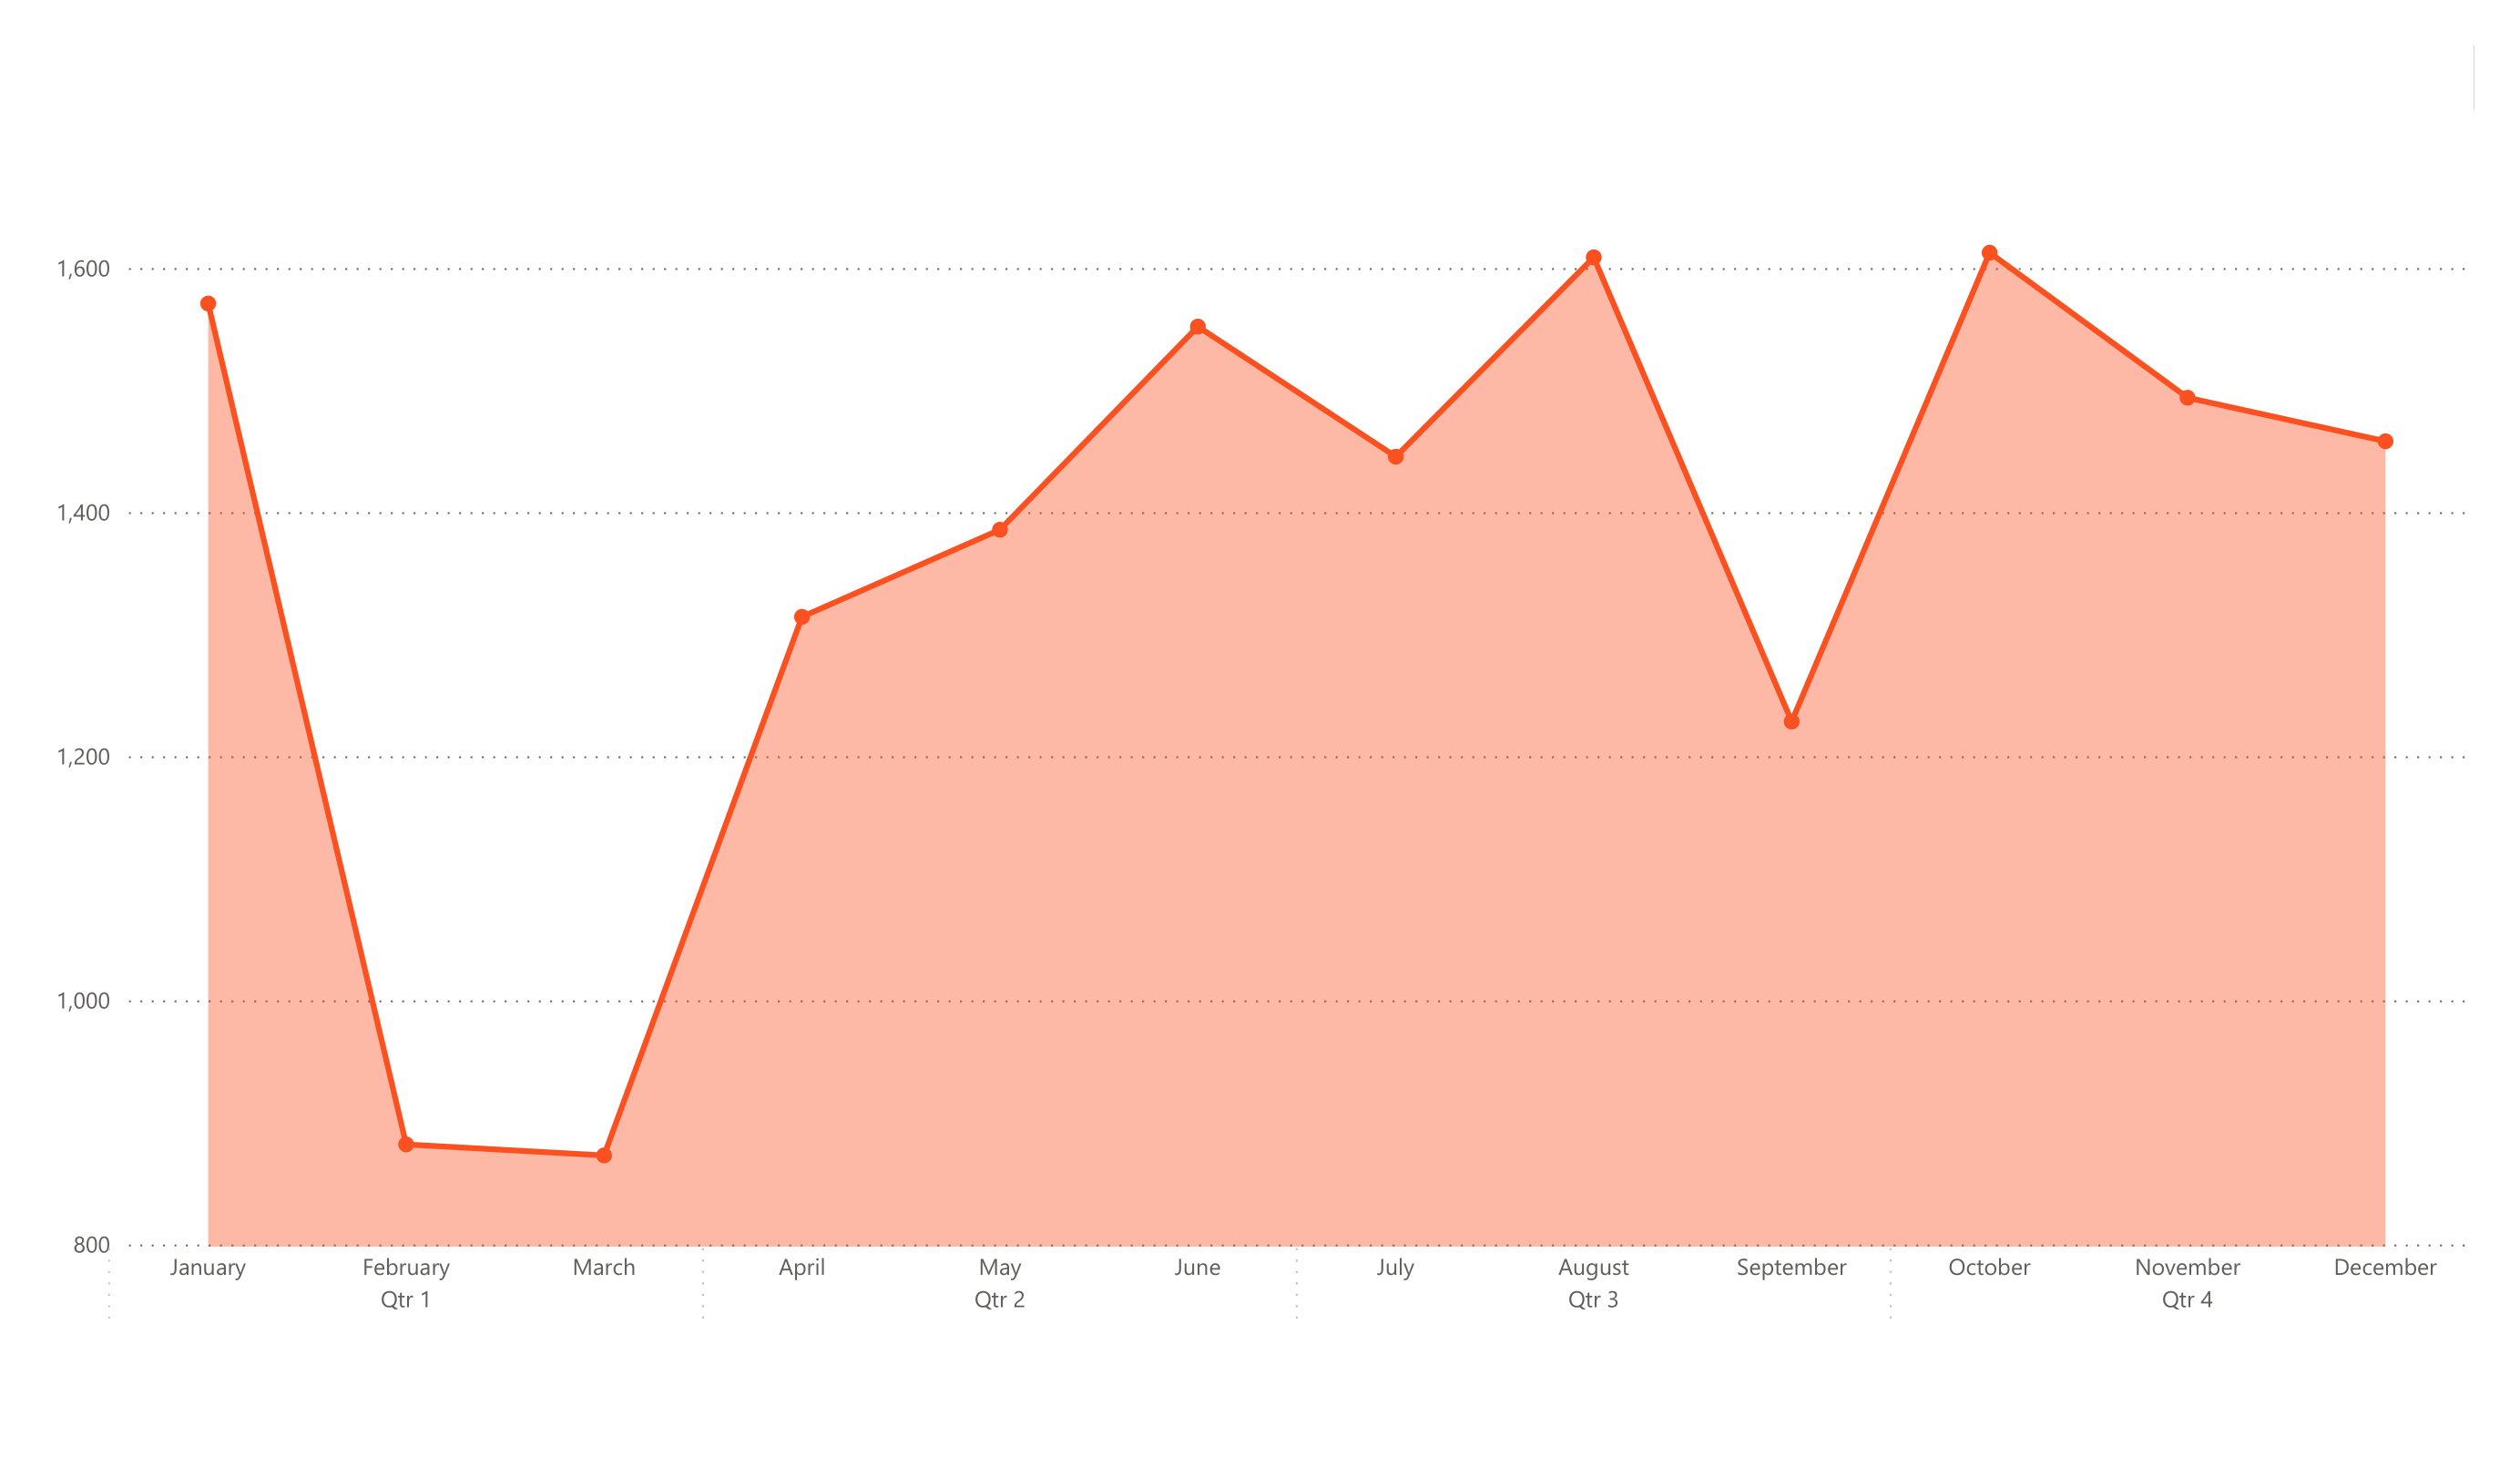 1,600
1,400
1,200
1,000
800
January February March April May June July August September October November December
Qtr 1 Qtr 2 Qtr 3 Qtr 4